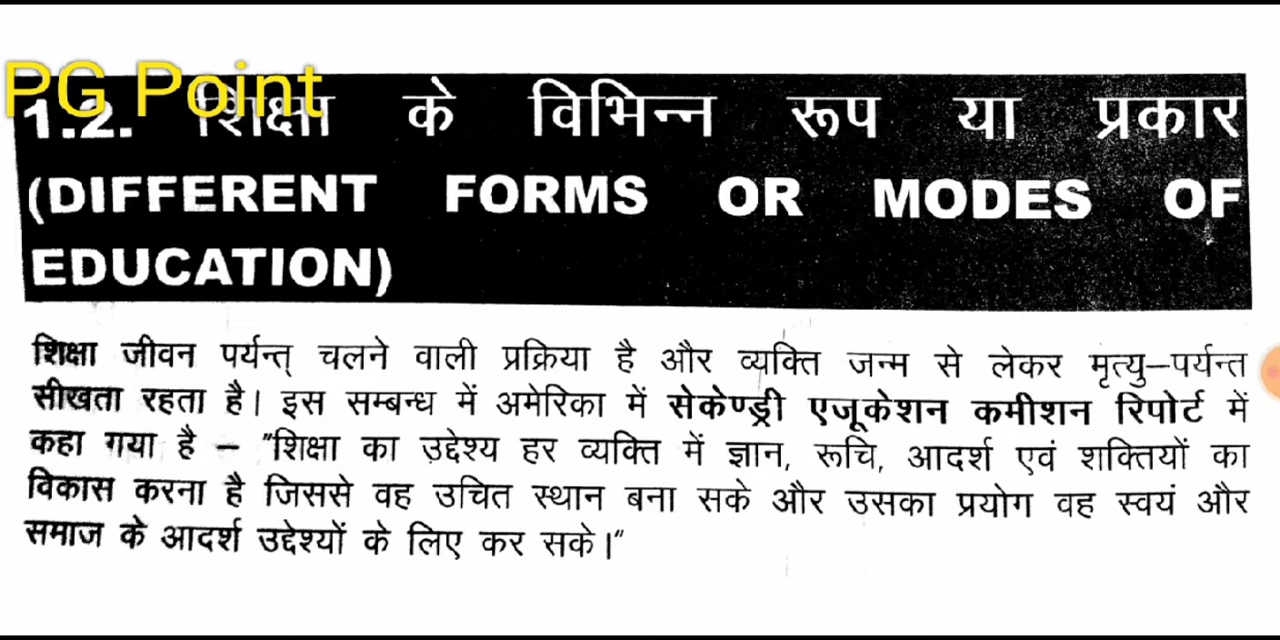 PG Point
1.2. शिक्षा के विभिन्न रूप या प्रकार
(DIFFERENT FORMS OR MODES OF
EDUCATION)
शिक्षा जीवन पर्यन्त् चलने वाली प्रक्रिया है और व्यक्ति जन्म से लेकर मृत्यु–पर्यन्त
सीखता रहता है। इस सम्बन्ध में अमेरिका में सेकेण्ड्री एजूकेशन कमीशन रिपोर्ट में
कहा गया है – "शिक्षा का उद्देश्य हर व्यक्ति में ज्ञान, रूचि, आदर्श एवं शक्तियों का
विकास करना है जिससे वह उचित स्थान बना सके और उसका प्रयोग वह स्वयं और
समाज के आदर्श उद्देश्यों के लिए कर सके।"